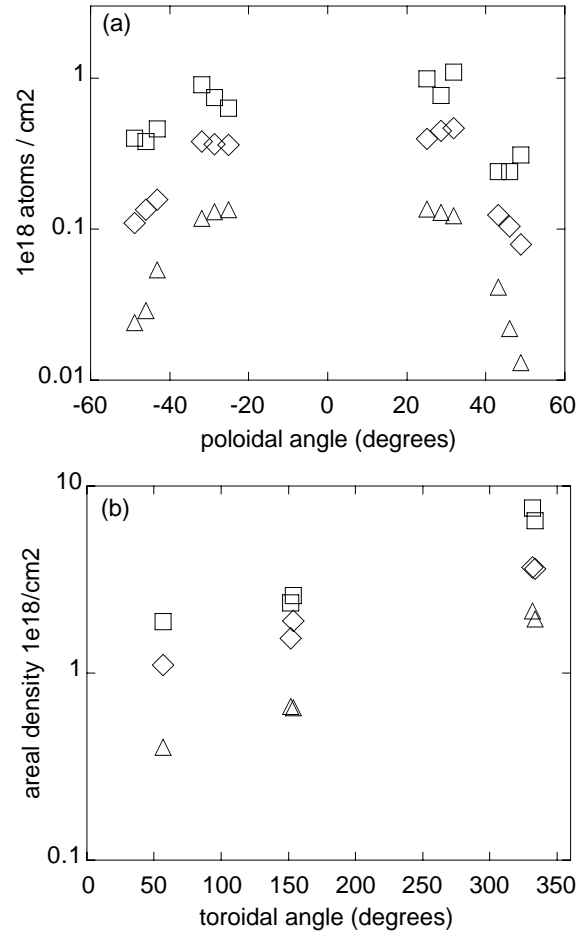 (a)
1
0.1
0.01
1e18 atoms / cm2
-60 -40 -20 0 20 40 60
poloidal angle (degrees)
(b)
10
1
0.1
areal density 1e18/cm2
0 50 100 150 200 250 300 350
toroidal angle (degrees)